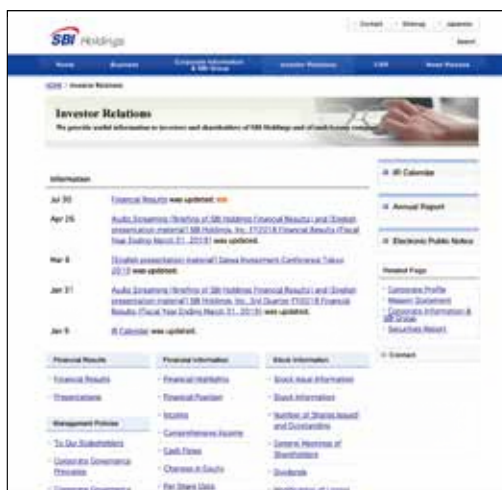 Contact Sitemap Japanese
SBI Holdings
Search
Home Business Corporate Information & SBI Group Investor Relations CSR News Release
HOME / Investor Relations
Investor Relations
We provide useful information to investors and shareholders of SBI Holdings and of each
Information
Jul 30 Financial Results was updated.
Apr 26 Audio Streaming (Briefing of SBI Holdings Financial Results) and [English
presentation material] SBI Holdings, Inc. FY2018 Financial Results (Fiscal
Year Ending March 31, 2019) was updated.
Mar [English presentation material] Daiwa Investment Conference Tokyo
2019 was updated.
Jan 31 Audio Streaming (Briefing of SBI Holdings Financial Results) and [English
presentation material] SBI Holdings, Inc. 3rd Quarter FY2018 Financial
Results (Fiscal Year Ending March 31, 2019) was updated.
Jan IR Calendar was updated.
IR Calendar
Annual Report
Electronic Public Notice
Related Page
Corporate Profile
Mission Statement
Corporate Information &
SBI Group
Securities Report
Contact
Financial Results
Financial Results
Presentations
Management Policies
To Our Stakeholders
Corporate Governance
Principles
Corporate Governance
Financial Information
Financial Highlights
Financial Position
Income
Comprehensive Income
Cash Flows
Changes in Equity
Per Share Data
Stock Information
Stock Issue Information
Stock Information
Number of Shares Issued
and Outstanding
General Meetings of
Shareholders
Dividends